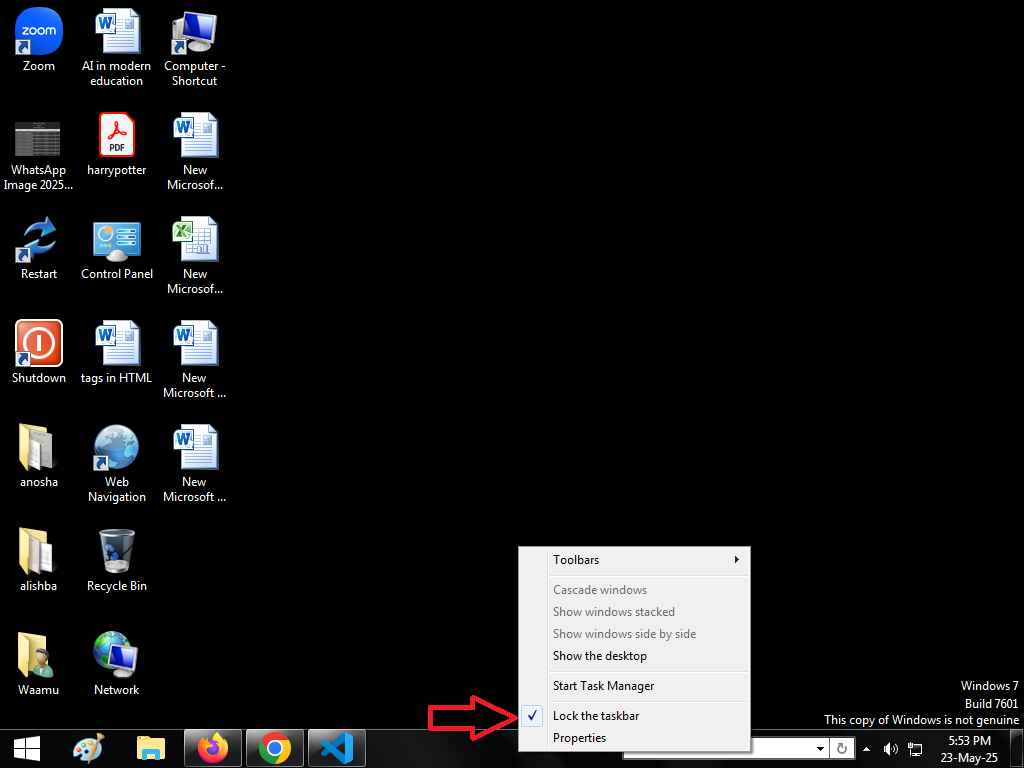 zoom
Zoom
AI in modern
education
Computer -
Shortcut
WhatsApp
Image 2025...
PDF
harrypotter
New
Microsof...
Restart
Control Panel
New
Microsof...
Shutdown
tags in HTML
New
Microsoft ...
anosha
Web
Navigation
New
Microsoft ...
alishba
Recycle Bin
Waamu
Network
Toolbars
Cascade windows
Show windows stacked
Show windows side by side
Show the desktop
Start Task Manager
Lock the taskbar
Properties
Windows 7
Build 7601
This copy of Windows is not genuine
5:53 PM
23-May-25